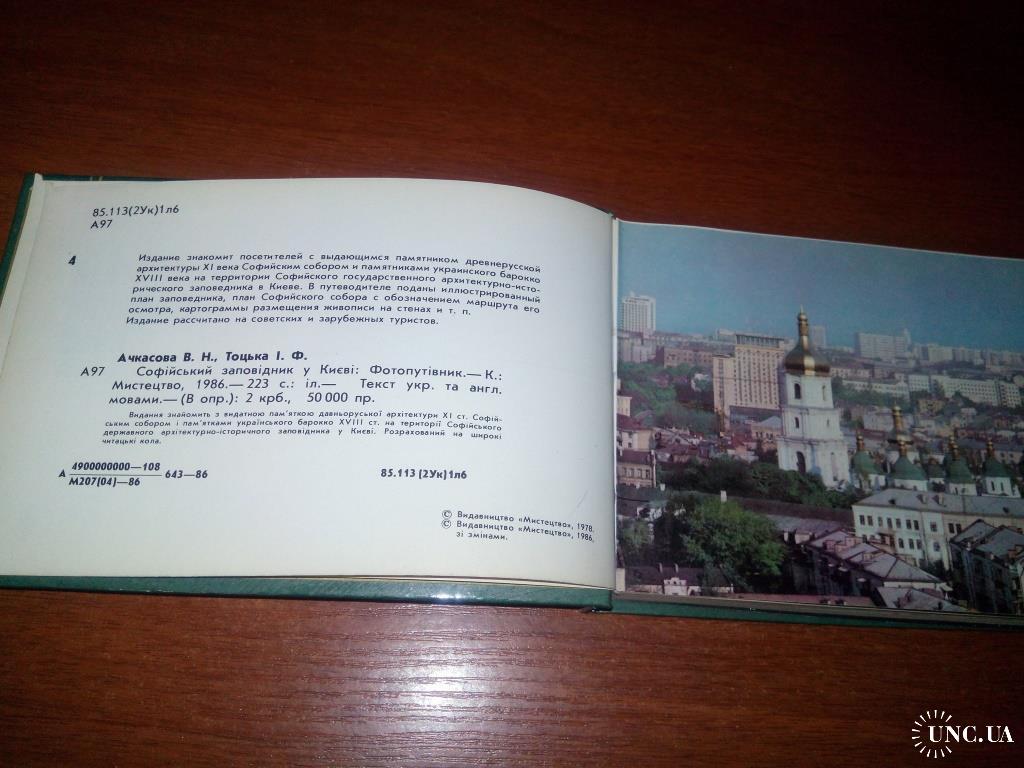 85.113(2Ук)1л6
А97
4
Издание знакомит посетителей с выдающимся памятником древнерусской
архитектуры XI века Софийским собором и памятниками украинского барокко
XVIII века на территории Софийского государственного архитектурно-исто-
рического заповедника в Киеве. В путеводителе поданы иллюстрированный
план заповедника, план Софийского собора с обозначением маршрута его
осмотра, картограммы размещения живописи на стенах и т. п.
Издание рассчитано на советских и зарубежных туристов.
Ачкасова В. Н., Тоцька І. Ф.
А97 Софійський заповідник у Києві: Фотопутівник.— К.:
Мистецтво, 1986.— 223 с.: іл.— Текст укр. та англ.
мовами.— (В опр.): 2 крб., 50 000 пр.
Видання знайомить з видатною пам'яткою давньоруської архітектури XI ст. Софій-
ським собором і пам'ятками українського барокко XVIII ст. на території Софійського
державного архітектурно-історичного заповідника у Києві. Розрахований на широкі
читацькі кола.
А 4900000000—108
М207(04)—86 643—86 85.113 (2Ук)1л6
© Видавництво «Мистецтво», 1978.
© Видавництво «Мистецтво», 1986,
зі змінами.
UNC.UA